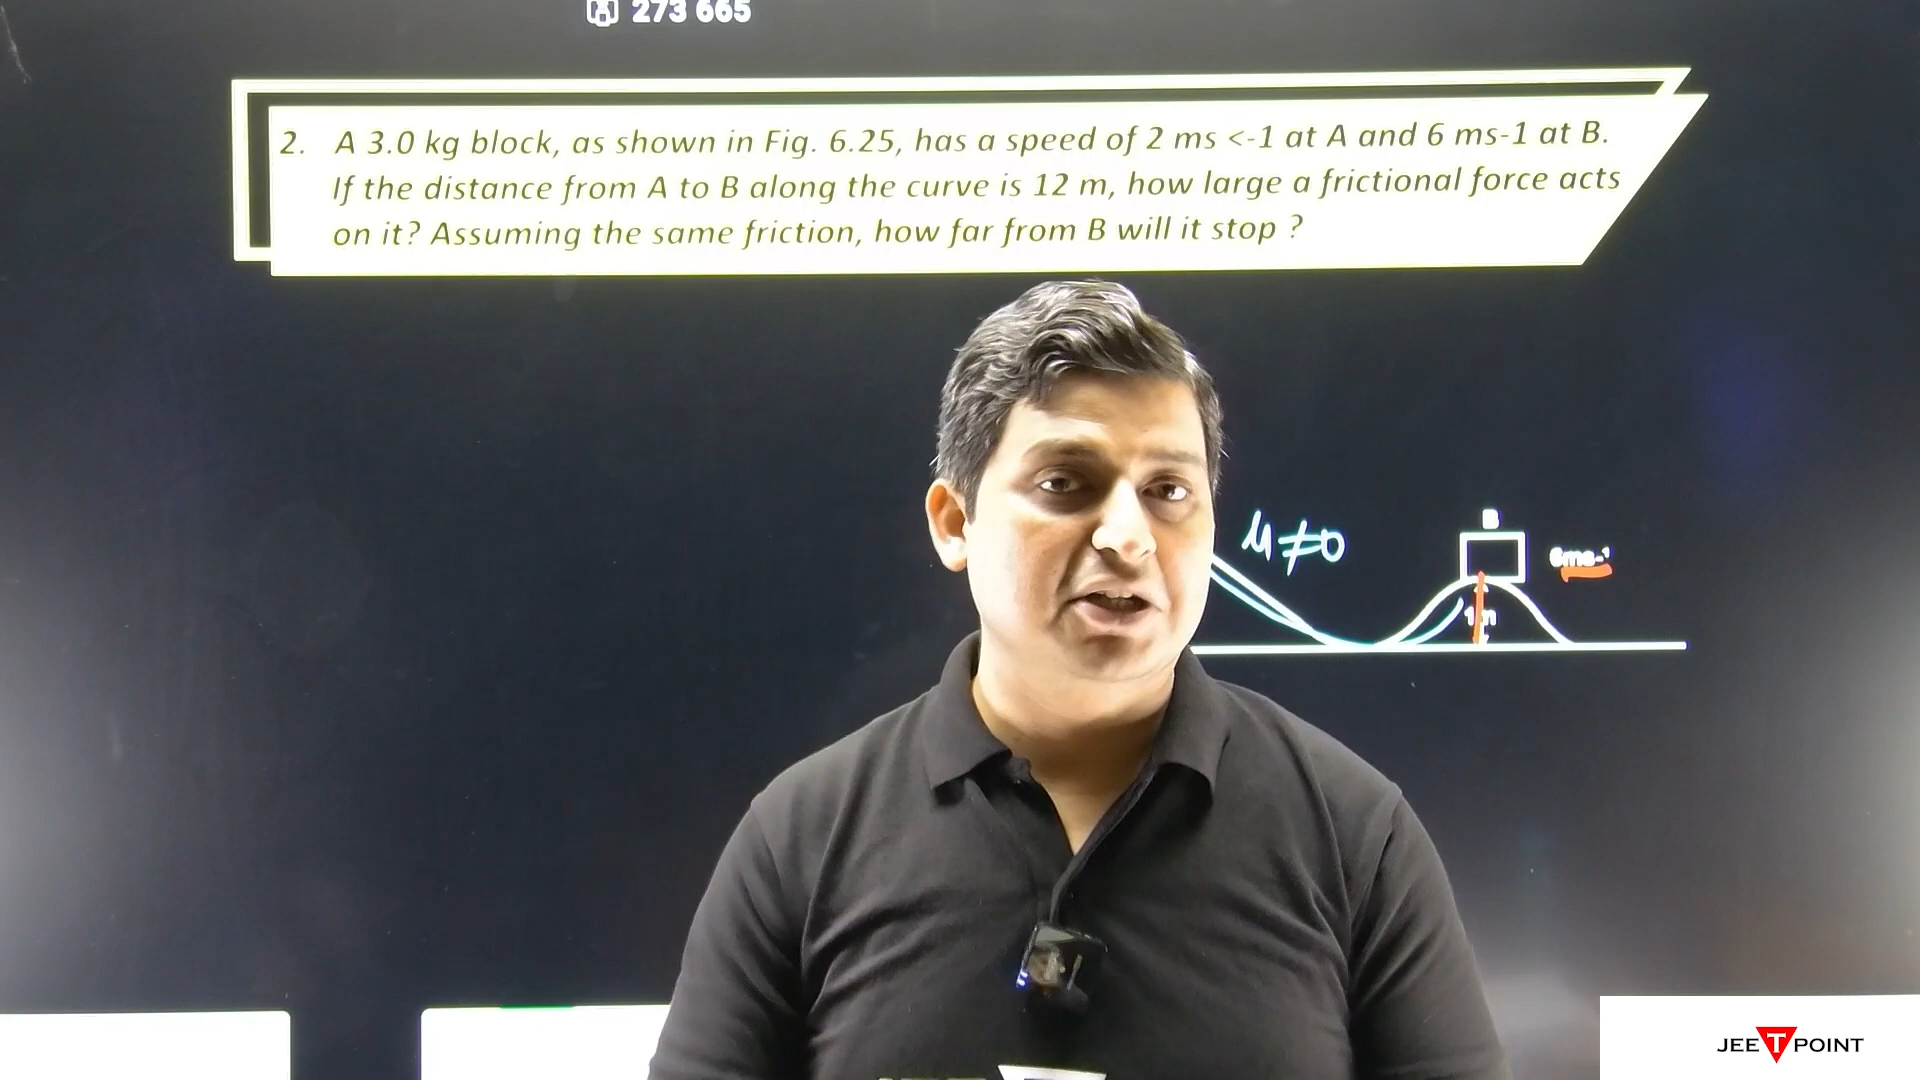 273 665
2. A 3.0 kg block, as shown in Fig. 6.25, has a speed of 2 ms <-1 at A and 6 ms-1 at B.
If the distance from A to B along the curve is 12 m, how large a frictional force acts
on it? Assuming the same friction, how far from B will it stop ?
B
μ ≠ 0
6ms-¹
JEE T POINT